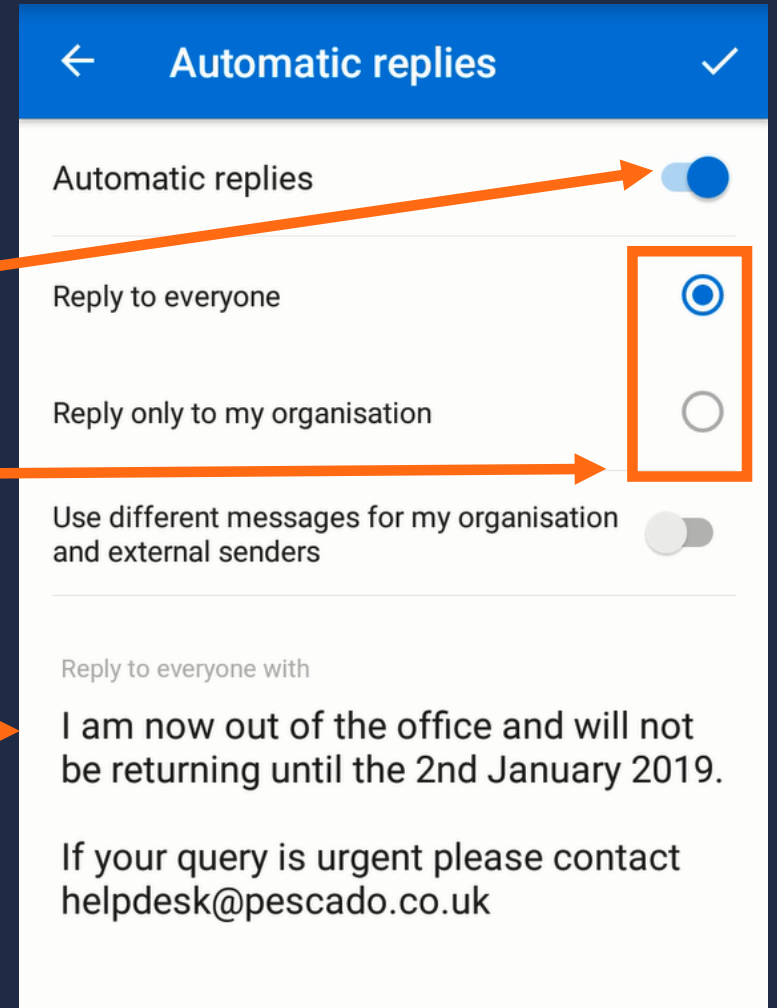 Automatic replies
Automatic replies
Reply to everyone
Reply only to my organisation
Use different messages for my organisation
and external senders
Reply to everyone with
I am now out of the office and will not
be returning until the 2nd January 2019.
If your query is urgent please contact
helpdesk@pescado.co.uk